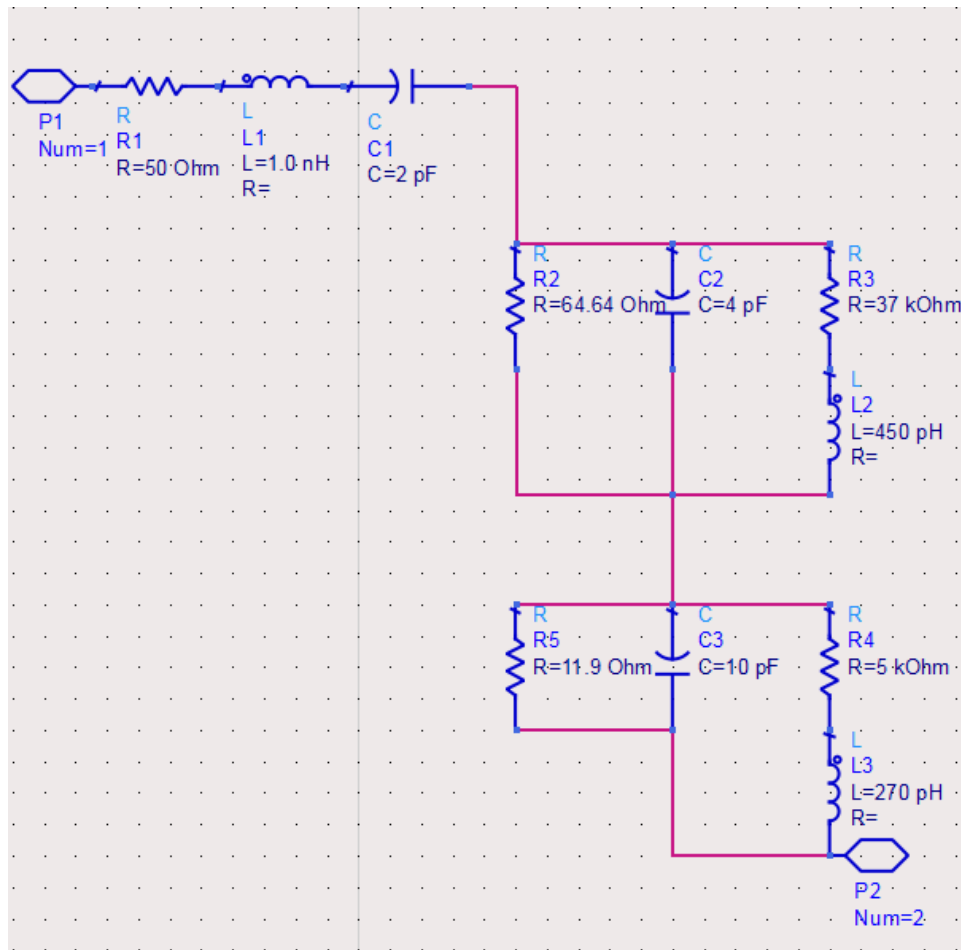 P1
Num=1
R
R1
R=50 Ohm
L
L1
L=1.0 nH
R=
C
C1
C=2 pF
R
R2
R=64.64 Ohm
C
C2
C=4 pF
R
R3
R=37 kOhm
L
L2
L=450 pH
R=
R
R5
R=11.9 Ohm
C
C3
C=10 pF
R
R4
R=5 kOhm
L
L3
L=270 pH
R=
P2
Num=2